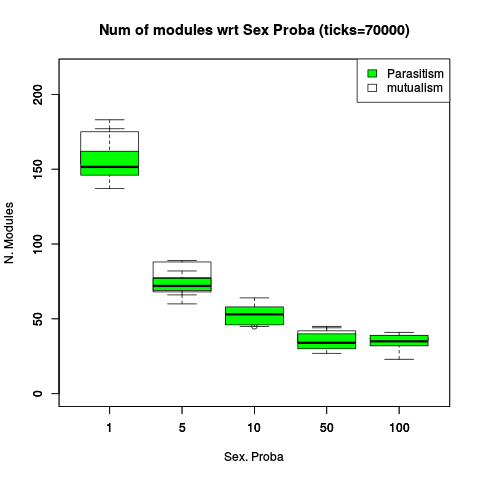 Num of modules wrt Sex Proba (ticks=70000)
Parasitism
mutualism
200
150
100
50
0
N. Modules
1 5 10 50 100
Sex. Proba